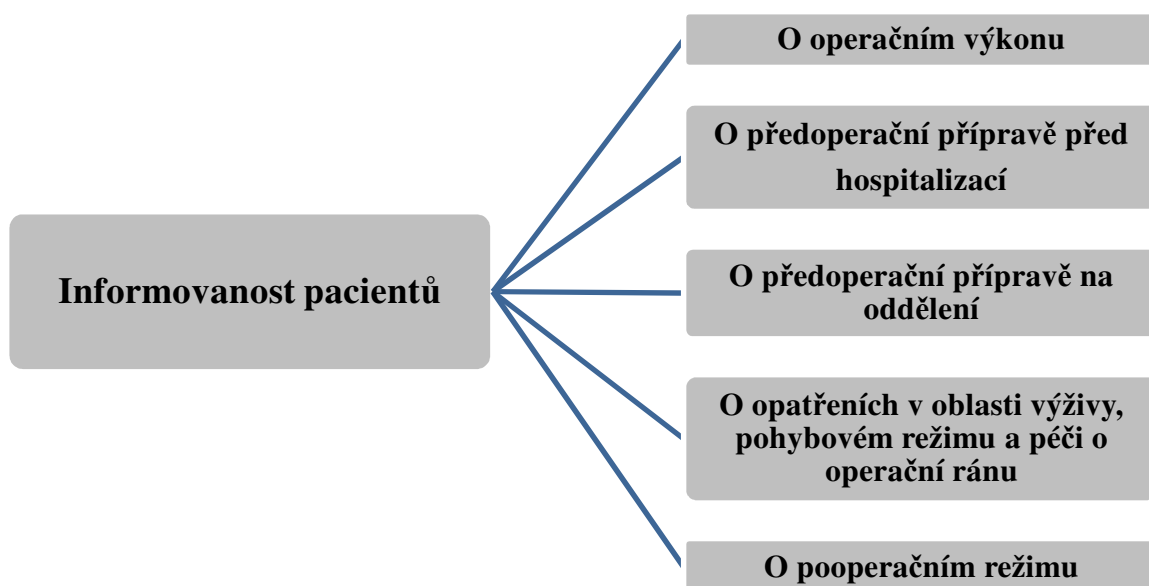 O operačním výkonu
O předoperační přípravě před
hospitalizací
Informovanost pacientů
O předoperační přípravě na
oddělení
O opatřeních v oblasti výživy,
pohybovém režimu a péči o
operační ránu
O pooperačním režimu